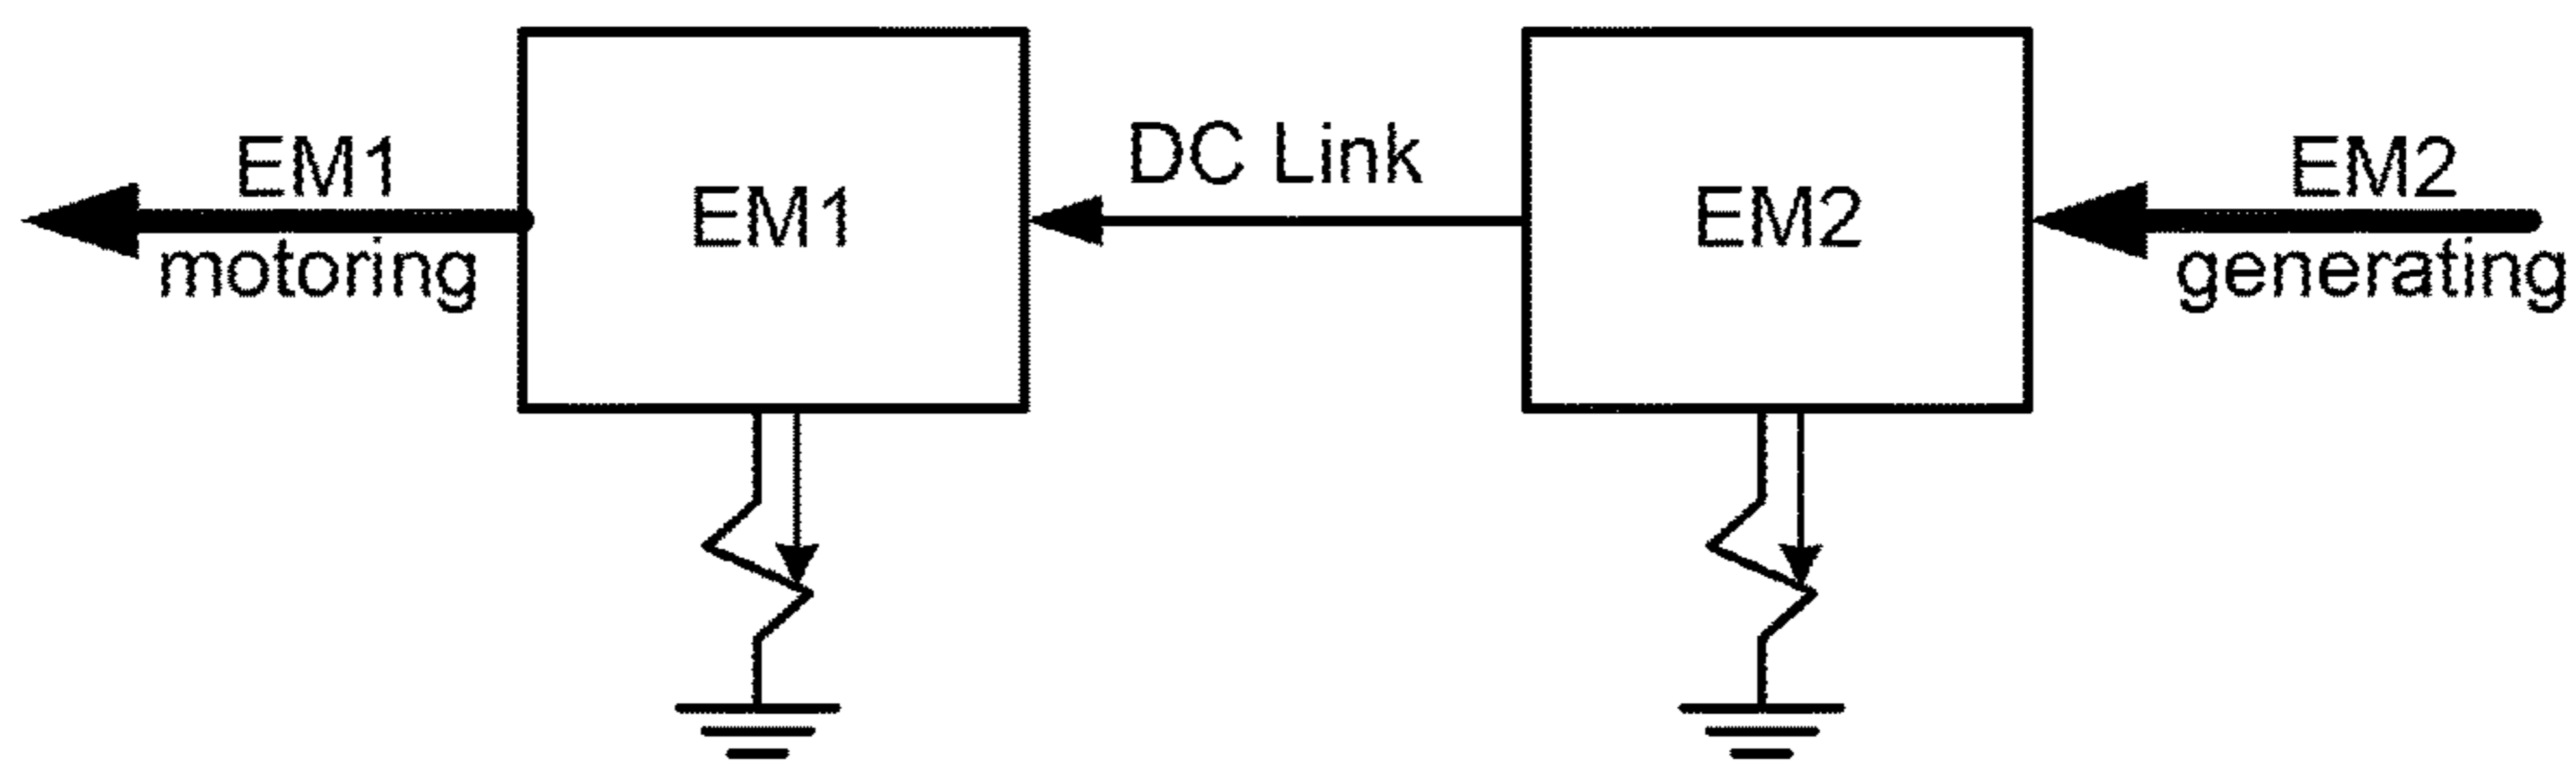 EM1
motoring
EM1
DC Link
EM2
EM2
generating